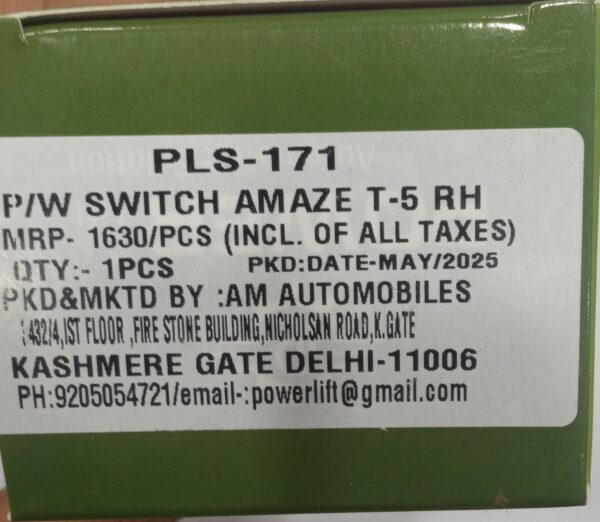 PLS-171
P/W SWITCH AMAZE T-5 RH
MRP- 1630/PCS (INCL. OF ALL TAXES)
QTY:- 1PCS PKD:DATE-MAY/2025
PKD&MKTD BY :AM AUTOMOBILES
1432/4,IST FLOOR ,FIRE STONE BUILDING,NICHOLSAN ROAD,K.GATE
KASHMERE GATE DELHI-11006
PH:9205054721/email-:powerlift@gmail.com